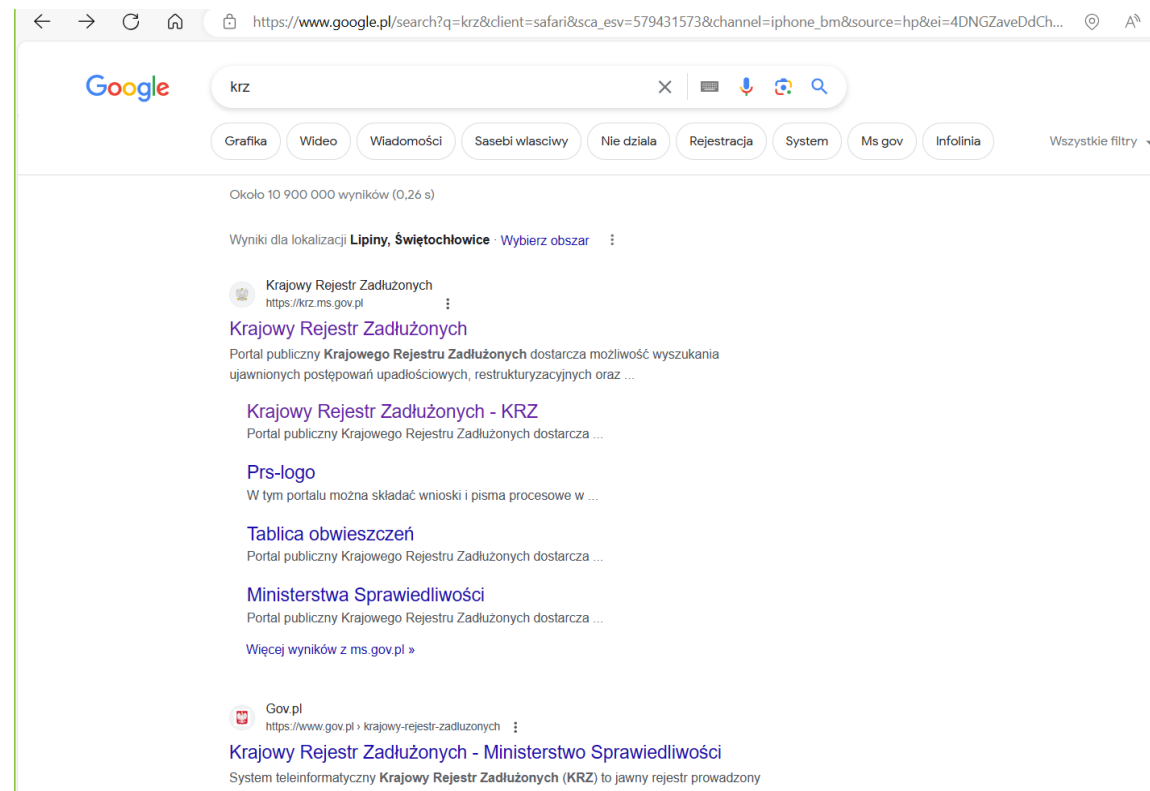 https://www.google.pl/search?q=krz&client=safari&sca_esv=579431573&channel=iphone_bm&source=hp&ei=4DNGZaveDdCh...
Google
krz
Grafika Wideo Wiadomości Sasebi wlasciwy Nie dziala Rejestracja System Ms gov Infolinia Wszystkie filtry
Około 10 900 000 wyników (0,26 s)
Wyniki dla lokalizacji Lipiny, Świętochłowice · Wybierz obszar
Krajowy Rejestr Zadłużonych
https://krz.ms.gov.pl
Krajowy Rejestr Zadłużonych
Portal publiczny Krajowego Rejestru Zadłużonych dostarcza możliwość wyszukania
ujawnionych postępowań upadłościowych, restrukturyzacyjnych oraz ...
Krajowy Rejestr Zadłużonych - KRZ
Portal publiczny Krajowego Rejestru Zadłużonych dostarcza ...
Prs-logo
W tym portalu można składać wnioski i pisma procesowe w ...
Tablica obwieszczeń
Portal publiczny Krajowego Rejestru Zadłużonych dostarcza ...
Ministerstwa Sprawiedliwości
Portal publiczny Krajowego Rejestru Zadłużonych dostarcza ...
Więcej wyników z ms.gov.pl »
Gov.pl
https://www.gov.pl › krajowy-rejestr-zadluzonych
Krajowy Rejestr Zadłużonych - Ministerstwo Sprawiedliwości
System teleinformatyczny Krajowy Rejestr Zadłużonych (KRZ) to jawny rejestr prowadzony